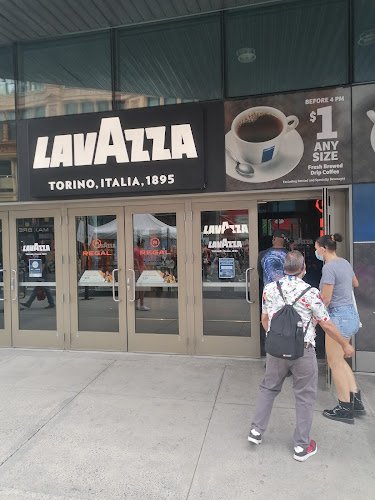 LAVAZZA
TORINO, ITALIA, 1895
BEFORE 4 PM
$1 ANY
SIZE
Fresh Brewed
Drip Coffee
LAVAZZA
REGAL
REGAL
LAVAZZA
LAVAZZA